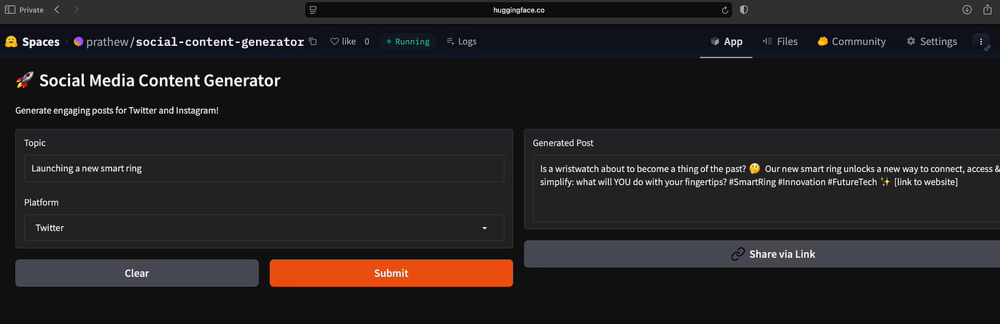 Private
huggingface.co
Spaces
prathew/social-content-generator
like 0
Running
Logs
App
Files
Community
Settings
🚀 Social Media Content Generator
Generate engaging posts for Twitter and Instagram!
Topic
Launching a new smart ring
Platform
Twitter
Clear
Submit
Generated Post
Is a wristwatch about to become a thing of the past? 🤔 Our new smart ring unlocks a new way to connect, access &
simplify: what will YOU do with your fingertips? #SmartRing #Innovation #FutureTech ✨ [link to website]
Share via Link